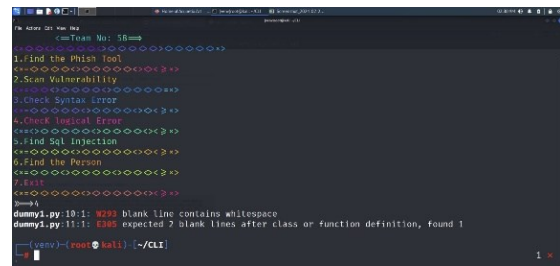 File Actions Edit View Help
<═Team No: 5B═>
1.Find the Phish Tool
2.Scan Vulnerability
3.Check Syntax Error
4.ChecK logical Error
5.Find Sql Injection
6.Find the Person
7.Exit
4
dummy1.py:10:1: W293 blank line contains whitespace
dummy1.py:11:1: E305 expected 2 blank lines after class or function definition, found 1
(venv)-(root kali)-[~/CLI]
#
1 ×